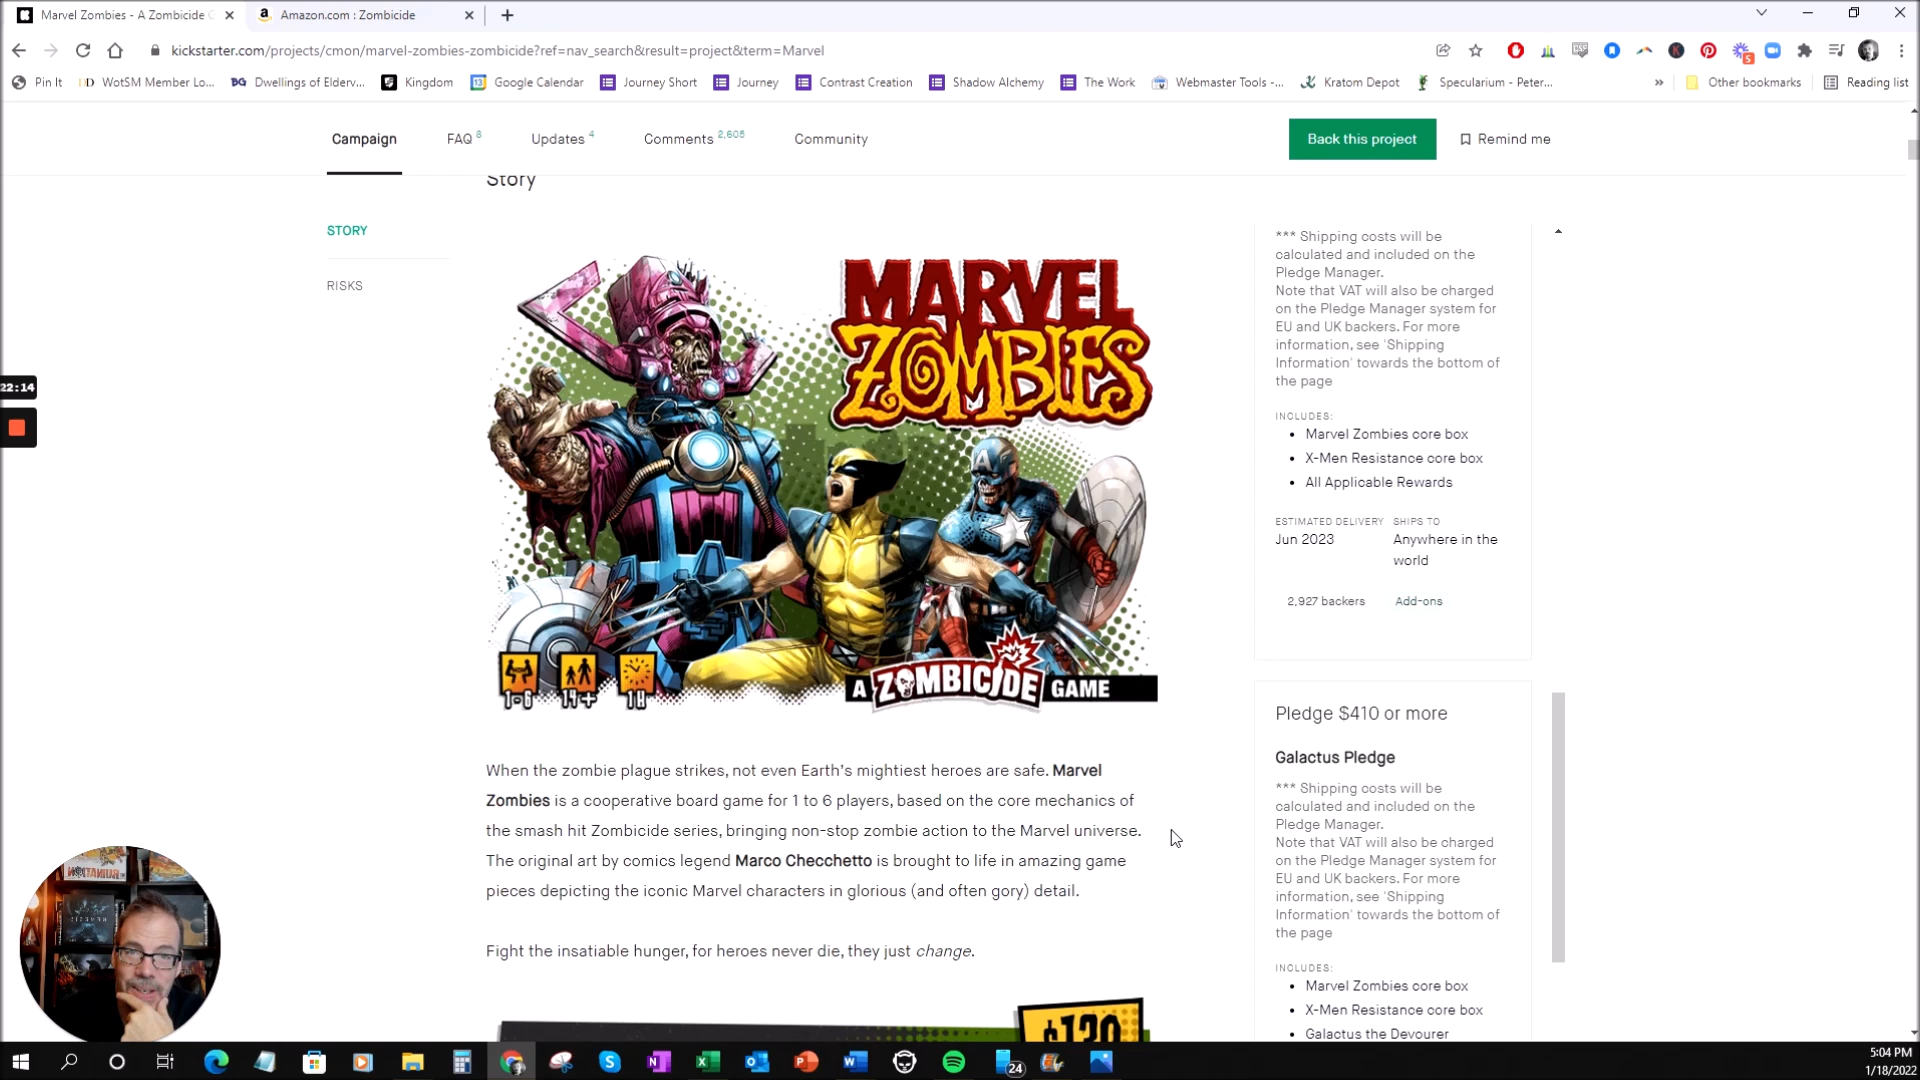 Marvel Zombies - A Zombicide G
Amazon.com : Zombicide
kickstarter.com/projects/cmon/marvel-zombies-zombicide?ref=nav_search&result=project&term=Marvel
Pin It
WotSM Member Lo...
Dwellings of Elderv...
Kingdom
Google Calendar
Journey Short
Journey
Contrast Creation
Shadow Alchemy
The Work
Webmaster Tools -...
Kratom Depot
Specularium - Peter...
Other bookmarks
Reading list
Campaign
FAQ 8
Updates 4
Comments 2,605
Community
Back this project
Remind me
Story
STORY
RISKS
22:14
MARVEL
ZOMBIES
1-6
14+
1H
A ZOMBICIDE GAME
When the zombie plague strikes, not even Earth's mightiest heroes are safe. Marvel
Zombies is a cooperative board game for 1 to 6 players, based on the core mechanics of
the smash hit Zombicide series, bringing non-stop zombie action to the Marvel universe.
The original art by comics legend Marco Checchetto is brought to life in amazing game
pieces depicting the iconic Marvel characters in glorious (and often gory) detail.
Fight the insatiable hunger, for heroes never die, they just change.
$130
*** Shipping costs will be
calculated and included on the
Pledge Manager.
Note that VAT will also be charged
on the Pledge Manager system for
EU and UK backers. For more
information, see 'Shipping
Information' towards the bottom of
the page
INCLUDES:
• Marvel Zombies core box
• X-Men Resistance core box
• All Applicable Rewards
ESTIMATED DELIVERY
Jun 2023
SHIPS TO
Anywhere in the
world
2,927 backers
Add-ons
Pledge $410 or more
Galactus Pledge
*** Shipping costs will be
calculated and included on the
Pledge Manager.
Note that VAT will also be charged
on the Pledge Manager system for
EU and UK backers. For more
information, see 'Shipping
Information' towards the bottom of
the page
INCLUDES:
• Marvel Zombies core box
• X-Men Resistance core box
• Galactus the Devourer
24
5:04 PM
1/18/2022